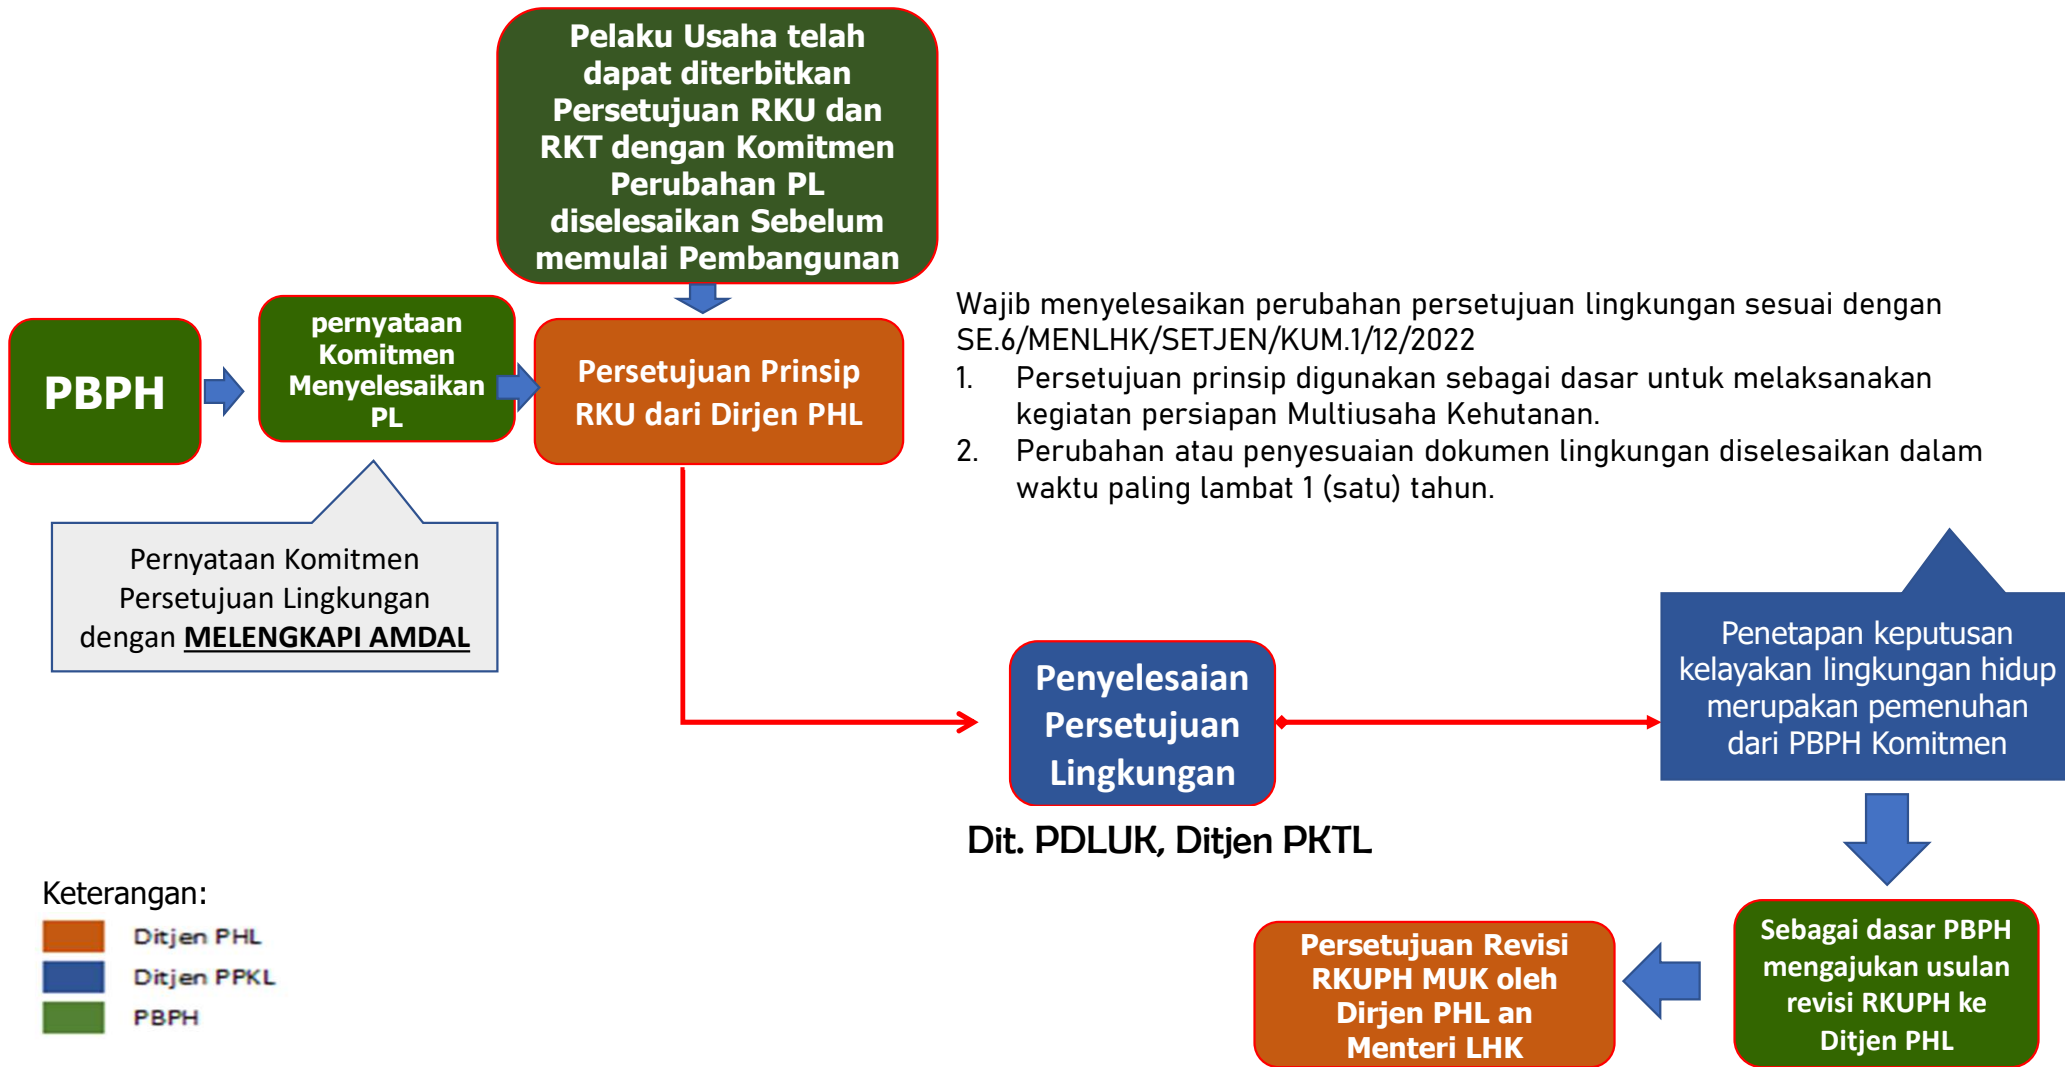 Pelaku Usaha telah
dapat diterbitkan
Persetujuan RKU dan
RKT dengan Komitmen
Perubahan PL
diselesaikan Sebelum
memulai Pembangunan
PBPH
pernyataan
Komitmen
Menyelesaikan
PL
Persetujuan Prinsip
RKU dari Dirjen PHL
Wajib menyelesaikan perubahan persetujuan lingkungan sesuai dengan
SE.6/MENLHK/SETJEN/KUM.1/12/2022
1. Persetujuan prinsip digunakan sebagai dasar untuk melaksanakan
kegiatan persiapan Multiusaha Kehutanan.
2. Perubahan atau penyesuaian dokumen lingkungan diselesaikan dalam
waktu paling lambat 1 (satu) tahun.
Pernyataan Komitmen
Persetujuan Lingkungan
dengan MELENGKAPI AMDAL
Penyelesaian
Persetujuan
Lingkungan
Dit. PDLUK, Ditjen PKTL
Penetapan keputusan
kelayakan lingkungan hidup
merupakan pemenuhan
dari PBPH Komitmen
Sebagai dasar PBPH
mengajukan usulan
revisi RKUPH ke
Ditjen PHL
Persetujuan Revisi
RKUPH MUK oleh
Dirjen PHL an
Menteri LHK
Keterangan:
Ditjen PHL
Ditjen PPKL
PBPH